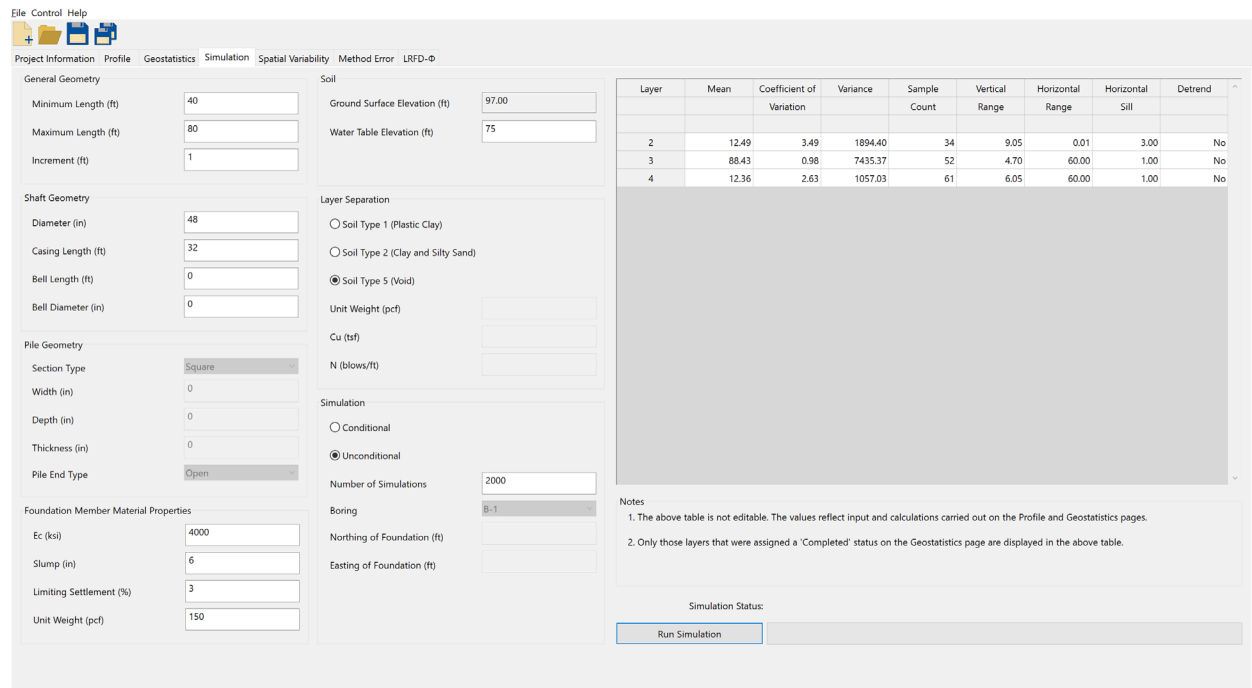 File Control Help
Project Information Profile Geostatistics Simulation Spatial Variability Method Error LRFD-Φ
General Geometry
Minimum Length (ft) 40
Maximum Length (ft) 80
Increment (ft) 1
Shaft Geometry
Diameter (in) 48
Casing Length (ft) 32
Bell Length (ft) 0
Bell Diameter (in) 0
Pile Geometry
Section Type Square
Width (in) 0
Depth (in) 0
Thickness (in) 0
Pile End Type Open
Foundation Member Material Properties
Ec (ksi) 4000
Slump (in) 6
Limiting Settlement (%) 3
Unit Weight (pcf) 150
Soil
Ground Surface Elevation (ft) 97.00
Water Table Elevation (ft) 75
Layer Separation
Soil Type 1 (Plastic Clay)
Soil Type 2 (Clay and Silty Sand)
Soil Type 5 (Void)
Unit Weight (pcf)
Cu (tsf)
N (blows/ft)
Simulation
Conditional
Unconditional
Number of Simulations 2000
Boring B-1
Northing of Foundation (ft)
Easting of Foundation (ft)
Layer Mean Coefficient of Variance Sample Vertical Horizontal Horizontal Detrend
Variation Count Range Range Sill
2 12.49 3.49 1894.40 34 9.05 0.01 3.00 No
3 88.43 0.98 7435.37 52 4.70 60.00 1.00 No
4 12.36 2.63 1057.03 61 6.05 60.00 1.00 No
Notes
1. The above table is not editable. The values reflect input and calculations carried out on the Profile and Geostatistics pages.
2. Only those layers that were assigned a 'Completed' status on the Geostatistics page are displayed in the above table.
Simulation Status:
Run Simulation